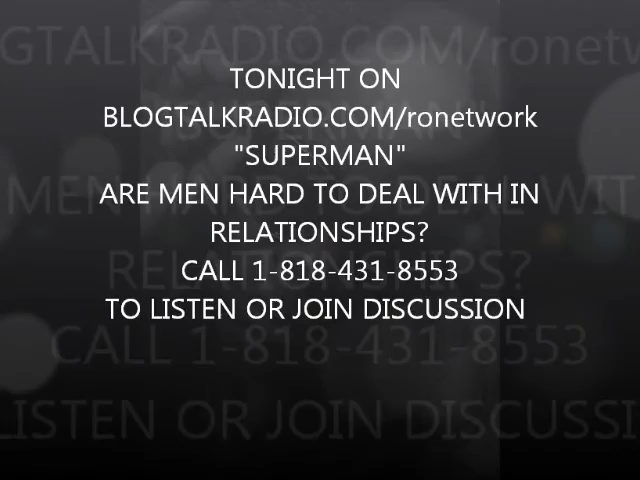 TONIGHT ON
BLOGTALKRADIO.COM/ronetwork
"SUPERMAN"
ARE MEN HARD TO DEAL WITH IN
RELATIONSHIPS?
CALL 1-818-431-8553
TO LISTEN OR JOIN DISCUSSION